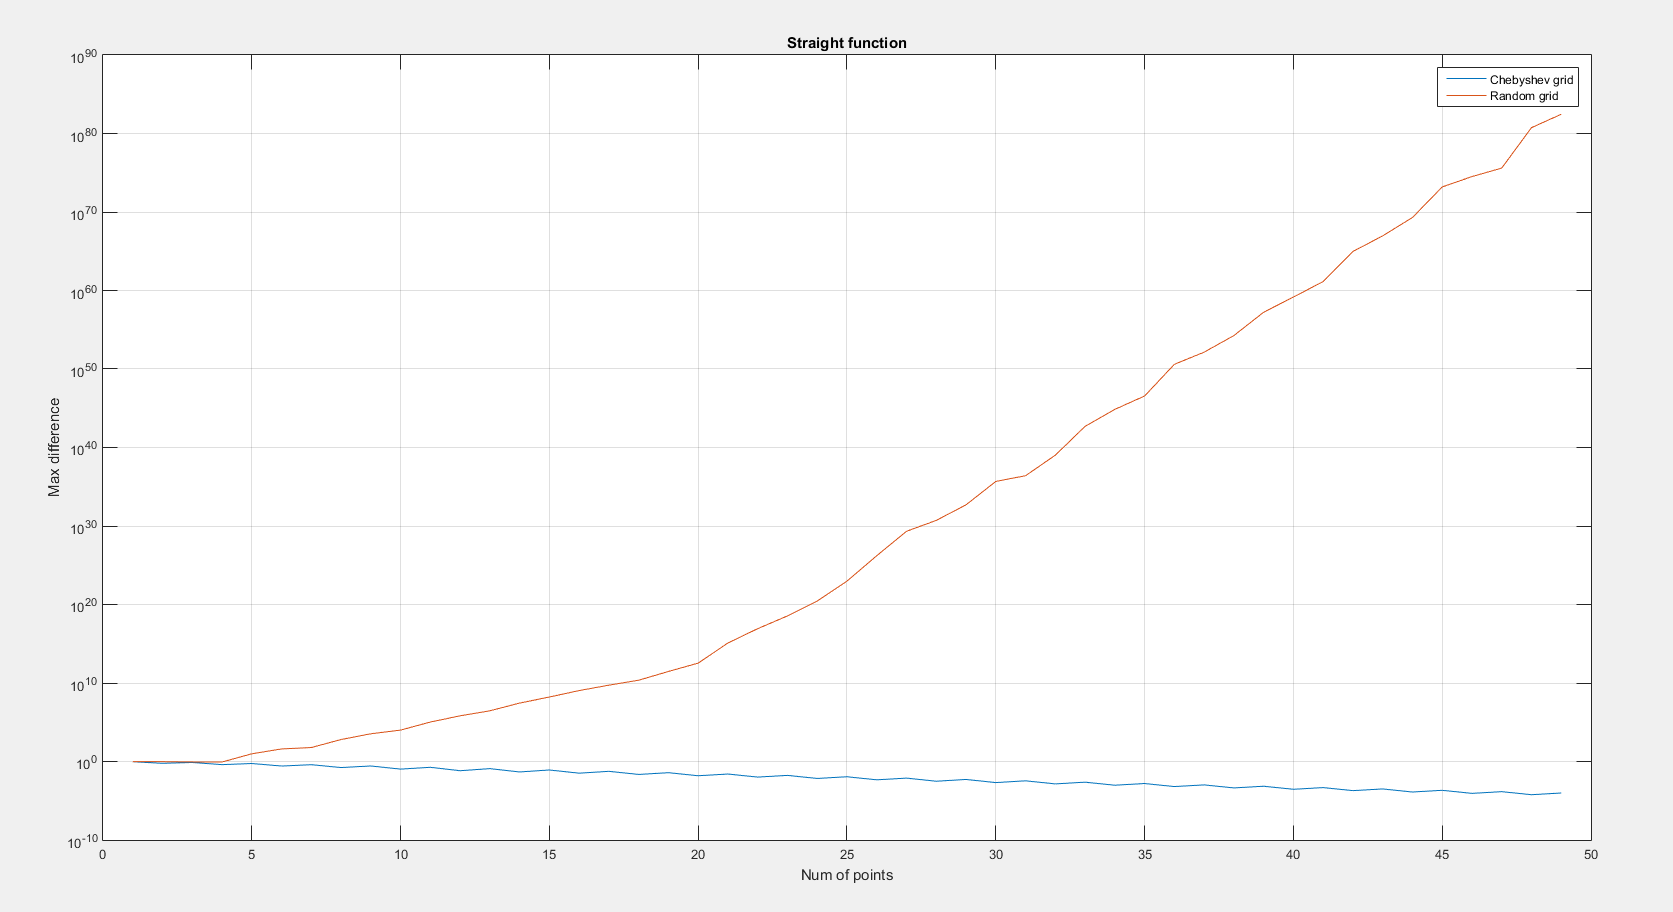 Straight function
Chebyshev grid
Random grid
10^90
10^80
10^70
10^60
10^50
10^40
10^30
10^20
10^10
10^0
10^-10
Max difference
0 5 10 15 20 25 30 35 40 45 50
Num of points